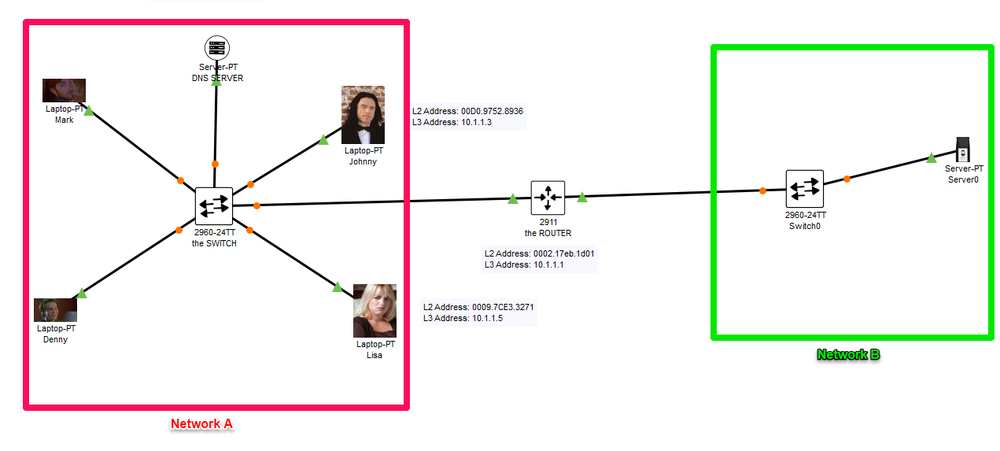 Server-PT
DNS SERVER
Laptop-PT
Mark
Laptop-PT
Johnny
L2 Address: 00D0.9752.8936
L3 Address: 10.1.1.3
2960-24TT
the SWITCH
2911
the ROUTER
L2 Address: 0002.17eb.1d01
L3 Address: 10.1.1.1
2960-24TT
Switch0
Server-PT
Server0
Laptop-PT
Denny
Laptop-PT
Lisa
L2 Address: 0009.7CE3.3271
L3 Address: 10.1.1.5
Network A
Network B